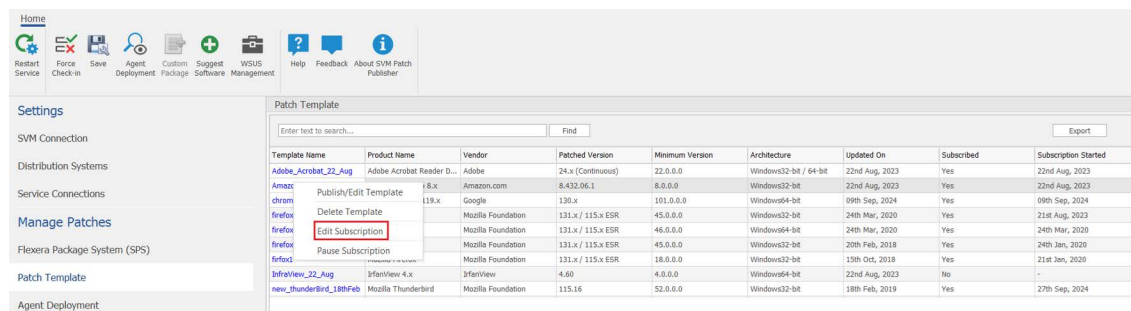 Home
Restart Service Force Check-in Save Agent Deployment Custom Package Suggest Software WSUS Management Help Feedback About SVM Patch Publisher
Settings
SVM Connection
Distribution Systems
Service Connections
Manage Patches
Flexera Package System (SPS)
Patch Template
Agent Deployment
Patch Template
Enter text to search... Find Export
Template Name Product Name Vendor Patched Version Minimum Version Architecture Updated On Subscribed Subscription Started
Adobe_Acrobat_22_Aug Adobe Acrobat Reader D... Adobe 24.x (Continuous) 22.0.0.0 Windows32-bit / 64-bit 22nd Aug, 2023 Yes 22nd Aug, 2023
8.x Amazon.com 8.432.06.1 8.0.0.0 Windows32-bit 22nd Aug, 2023 Yes 22nd Aug, 2023
chrom 119.x Google 130.x 101.0.0.0 Windows64-bit 09th Sep, 2024 Yes 09th Sep, 2024
firefox Mozilla Foundation 131.x / 115.x ESR 45.0.0.0 Windows32-bit 24th Mar, 2020 Yes 21st Aug, 2023
firefox Mozilla Foundation 131.x / 115.x ESR 46.0.0.0 Windows64-bit 24th Mar, 2020 Yes 24th Mar, 2020
firefox Mozilla Foundation 131.x / 115.x ESR 45.0.0.0 Windows32-bit 20th Feb, 2018 Yes 24th Jan, 2020
Mozilla Foundation 131.x / 115.x ESR 18.0.0.0 Windows32-bit 15th Oct, 2018 Yes 21st Jan, 2020
InfraView_22_Aug IrfanView 4.x IrfanView 4.60 4.0.0.0 Windows64-bit 22nd Aug, 2023 No -
new_thunderBird_18thFeb Mozilla Thunderbird Mozilla Foundation 115.16 52.0.0.0 Windows32-bit 18th Feb, 2019 Yes 27th Sep, 2024
Publish/Edit Template
Delete Template
Edit Subscription
Pause Subscription